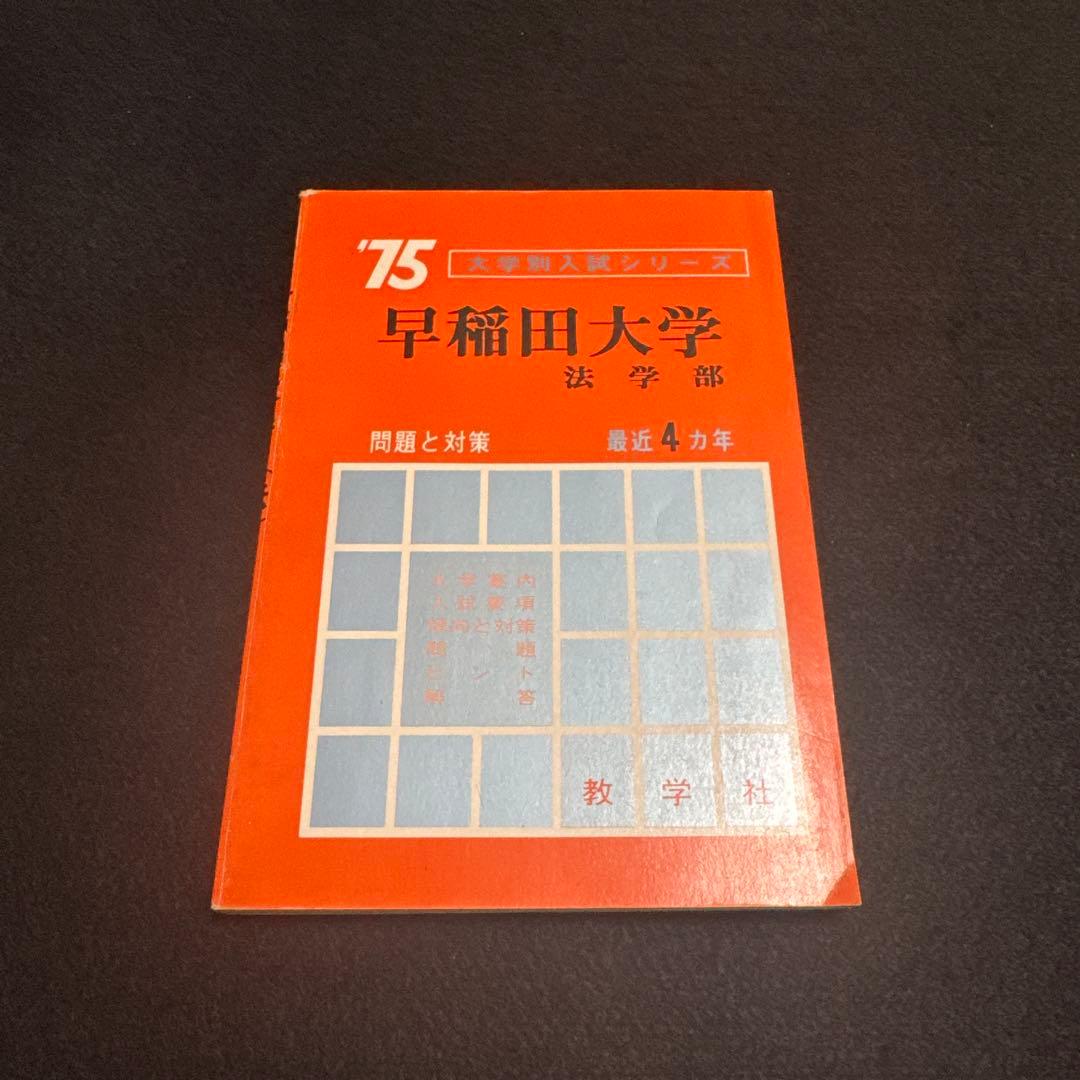 '75 大学別入試シリーズ
早稲田大学
法学部
問題と対策 最近4カ年
大学案内
入試要項
傾向と対策
問題
ヒント
解答
教学社